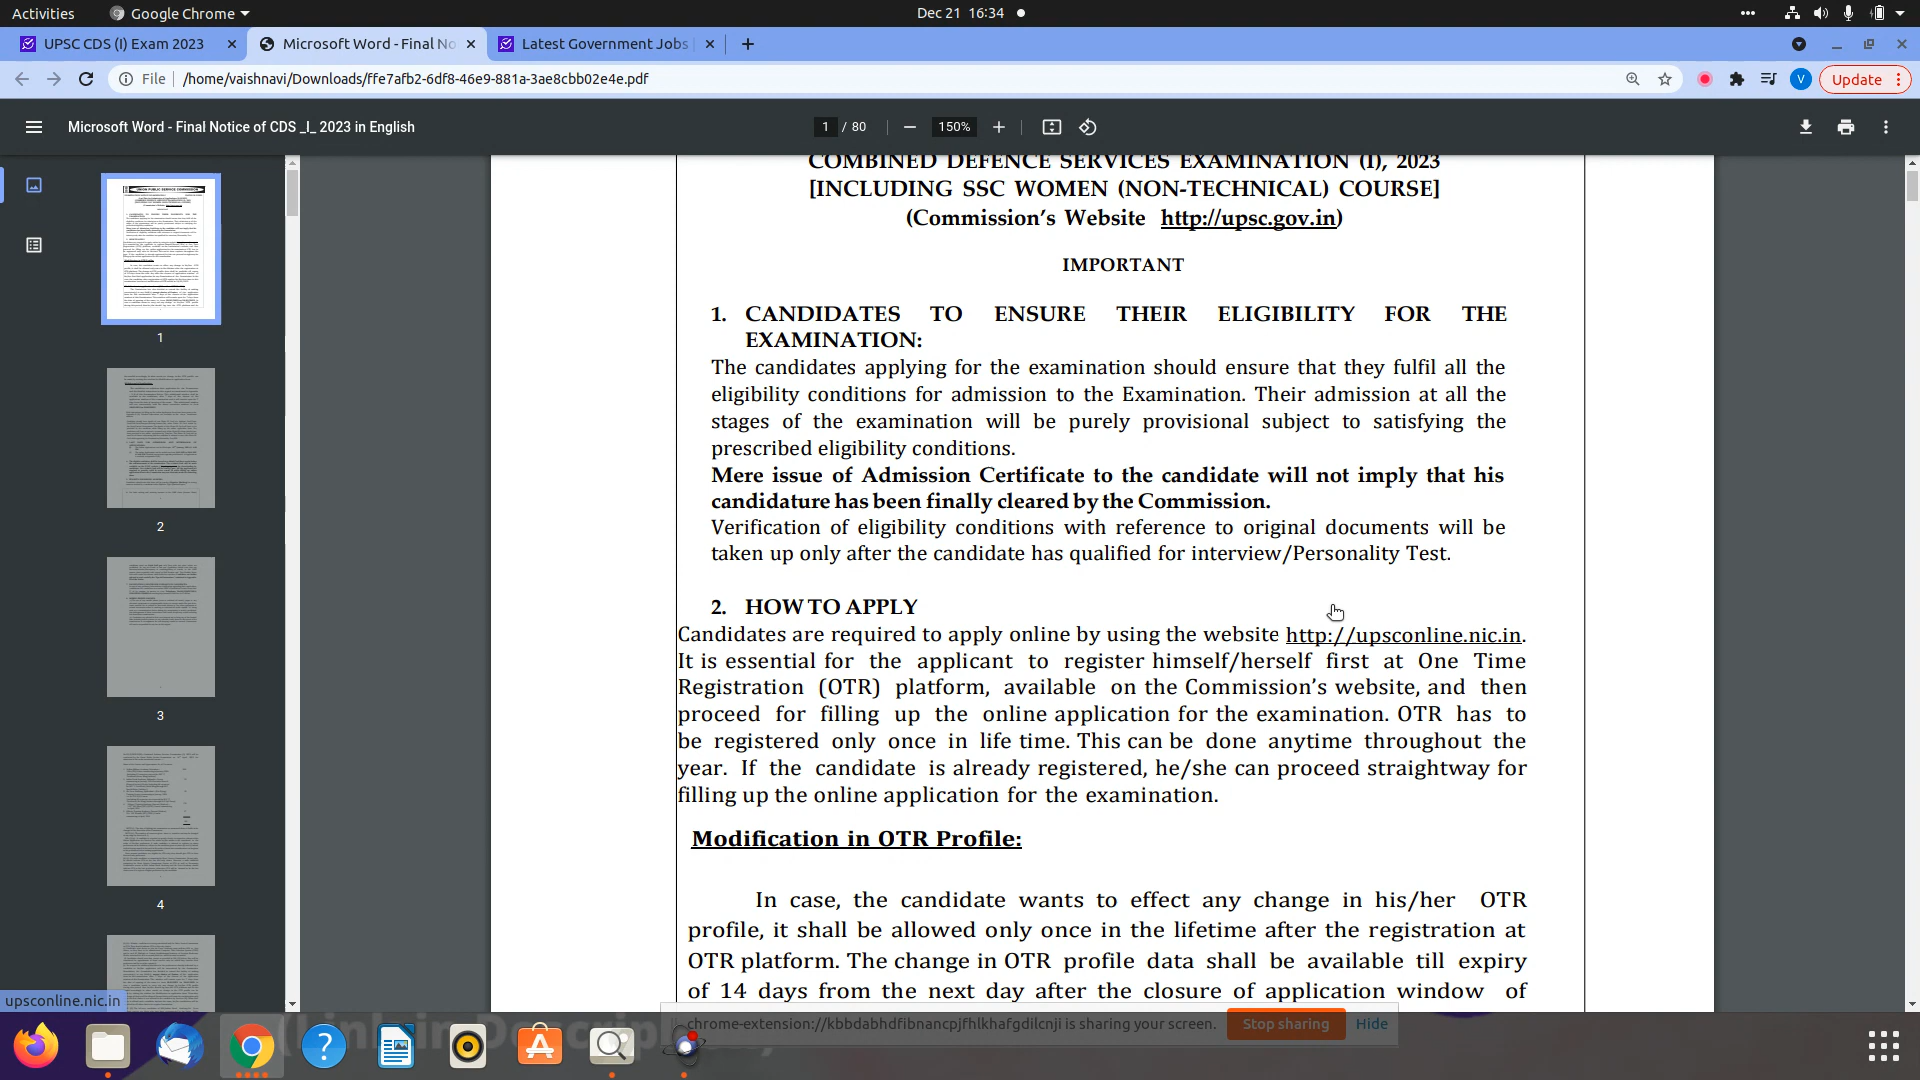 Activities Google Chrome Dec 21 16:34
UPSC CDS (I) Exam 2023 Microsoft Word - Final No Latest Government Jobs
File /home/vaishnavi/Downloads/ffe7afb2-6df8-46e9-881a-3ae8cbb02e4e.pdf V Update
Microsoft Word - Final Notice of CDS _I_ 2023 in English 1 / 80 150%
COMBINED DEFENCE SERVICES EXAMINATION (I), 2023
[INCLUDING SSC WOMEN (NON-TECHNICAL) COURSE]
(Commission's Website http://upsc.gov.in)
IMPORTANT
1. CANDIDATES TO ENSURE THEIR ELIGIBILITY FOR THE
EXAMINATION:
The candidates applying for the examination should ensure that they fulfil all the
eligibility conditions for admission to the Examination. Their admission at all the
stages of the examination will be purely provisional subject to satisfying the
prescribed eligibility conditions.
Mere issue of Admission Certificate to the candidate will not imply that his
candidature has been finally cleared by the Commission.
Verification of eligibility conditions with reference to original documents will be
taken up only after the candidate has qualified for interview/Personality Test.
2. HOW TO APPLY
Candidates are required to apply online by using the website http://upsconline.nic.in.
It is essential for the applicant to register himself/herself first at One Time
Registration (OTR) platform, available on the Commission's website, and then
proceed for filling up the online application for the examination. OTR has to
be registered only once in life time. This can be done anytime throughout the
year. If the candidate is already registered, he/she can proceed straightway for
filling up the online application for the examination.
Modification in OTR Profile:
In case, the candidate wants to effect any change in his/her OTR
profile, it shall be allowed only once in the lifetime after the registration at
OTR platform. The change in OTR profile data shall be available till expiry
of 14 days from the next day after the closure of application window of
1
2
3
4
upsconline.nic.in
chrome-extension://kbbdabhdfibnancpjfhlkhafgdilcnji is sharing your screen. Stop sharing Hide